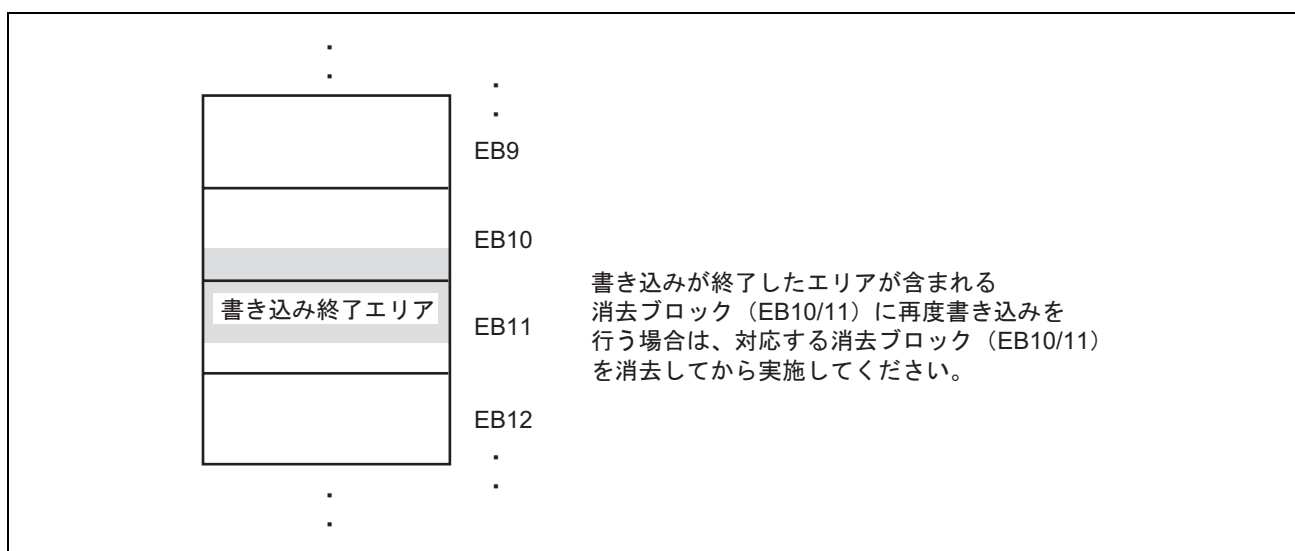 EB9
EB10
書き込み終了エリア
EB11
EB12
書き込みが終了したエリアが含まれる
消去ブロック（EB10/11）に再度書き込みを
行う場合は、対応する消去ブロック（EB10/11）
を消去してから実施してください。